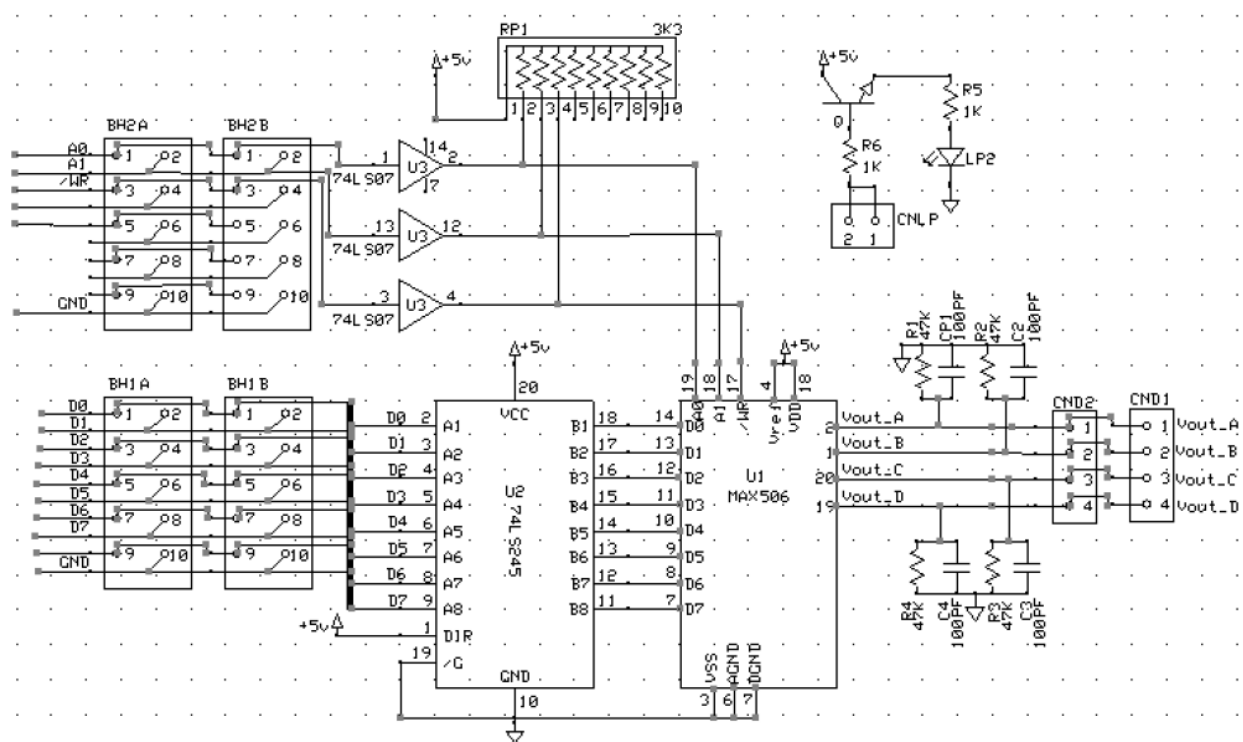 RP1 3K3
+5v
1 2 3 4 5 6 7 8 9 10
+5v
R5
1K
Q
R6
1K
LP2
CNLP
2 1
BH2A BH2B
A0 1 2 1 2
A1
/WR 3 4 3 4
5 6 5 6
7 8 7 8
GND 9 10 9 10
1 U3 14 2
74LS07 7
13 U3 12
74LS07
3 U3 4
74LS07
BH1A BH1B
D0 1 2 1 2
D1
D2 3 4 3 4
D3
D4 5 6 5 6
D5
D6 7 8 7 8
D7
GND 9 10 9 10
+5v
20
VCC
D0 2 A1 B1 18
D1 3 A2 B2 17
D2 4 A3 B3 16
D3 5 A4 B4 15
D4 6 A5 B5 14
D5 7 A6 B6 13
D6 8 A7 B7 12
D7 9 A8 B8 11
U2
74LS245
+5v 1 DIR
19 /G
GND
10
+5v
19 18 17 4 18
A0 A1 /WR Vref VDD
14 D0
13 D1
12 D2
11 D3
10 D4
9 D5
8 D6
7 D7
U1
MAX506
VSS AGND DGND
3 6 7
2 Vout_A
1 Vout_B
20 Vout_C
19 Vout_D
R1 47K
CP1 100PF
R2 47K
C2 100PF
R4 47K
C4 100PF
R3 47K
C3 100PF
CND2 CND1
1 1 Vout_A
2 2 Vout_B
3 3 Vout_C
4 4 Vout_D